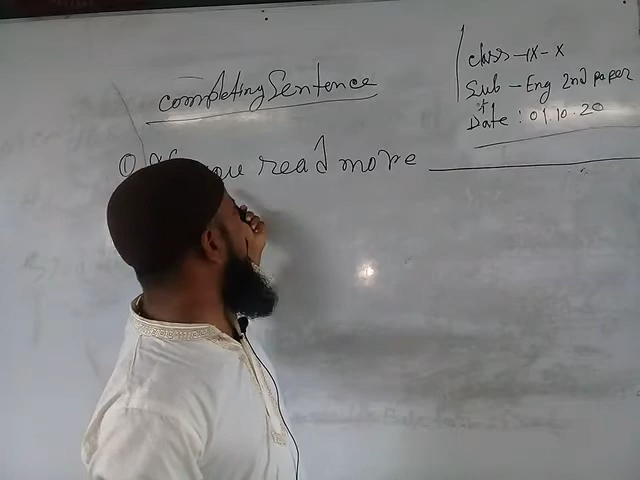 Completing Sentence
Class - IX - X
Sub - Eng 2nd paper
Date : 01.10.20
① If you read more